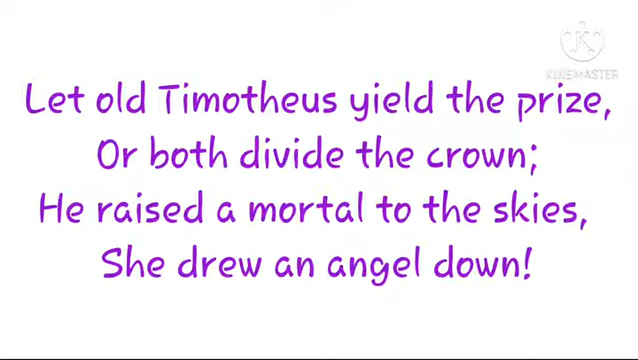 KINEMASTER
Let old Timotheus yield the prize,
Or both divide the crown;
He raised a mortal to the skies,
She drew an angel down!